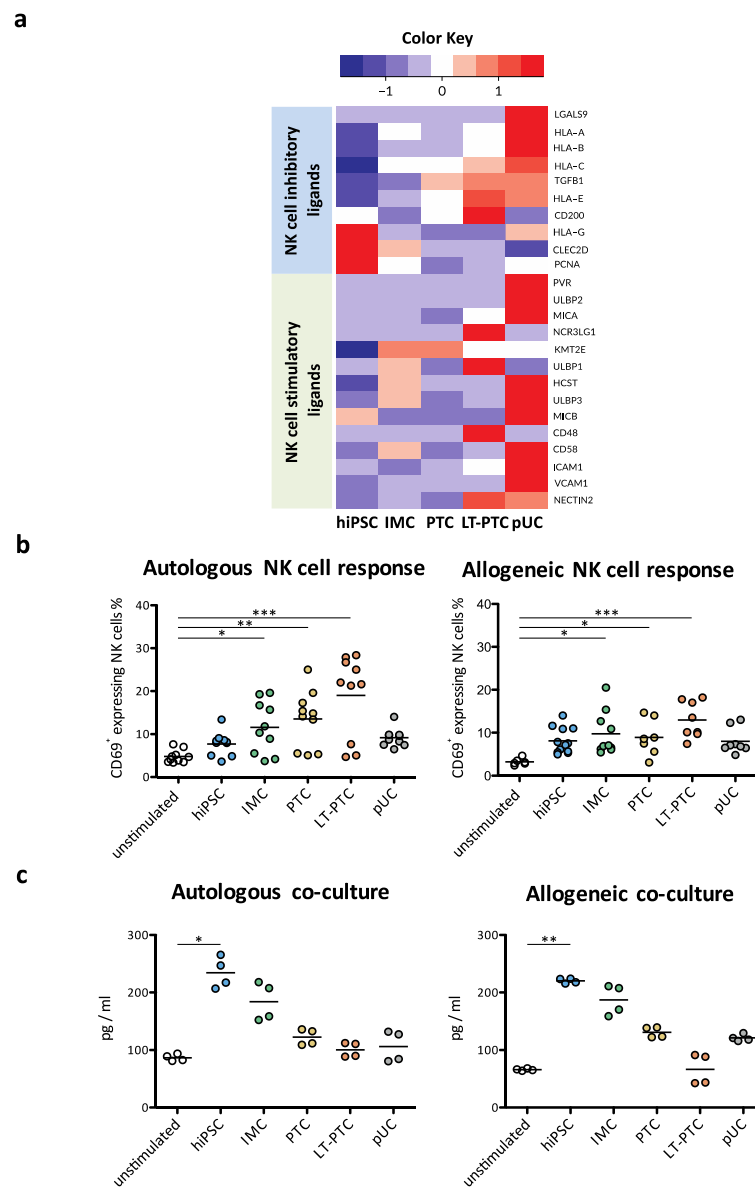 a
Color Key
−1 0 1
NK cell inhibitory
ligands
LGALS9
HLA−A
HLA−B
HLA−C
TGFB1
HLA−E
CD200
HLA−G
CLEC2D
PCNA
NK cell stimulatory
ligands
PVR
ULBP2
MICA
NCR3LG1
KMT2E
ULBP1
HCST
ULBP3
MICB
CD48
CD58
ICAM1
VCAM1
NECTIN2
hiPSC IMC PTC LT-PTC pUC
b
Autologous NK cell response
CD69+ expressing NK cells %
40
30
20
10
0
***
**
*
unstimulated
hiPSC
IMC
PTC
LT-PTC
pUC
Allogeneic NK cell response
CD69+ expressing NK cells %
40
30
20
10
0
***
*
*
unstimulated
hiPSC
IMC
PTC
LT-PTC
pUC
c
Autologous co-culture
pg / ml
300
200
100
0
*
unstimulated
hiPSC
IMC
PTC
LT-PTC
pUC
Allogeneic co-culture
pg / ml
300
200
100
0
**
unstimulated
hiPSC
IMC
PTC
LT-PTC
pUC